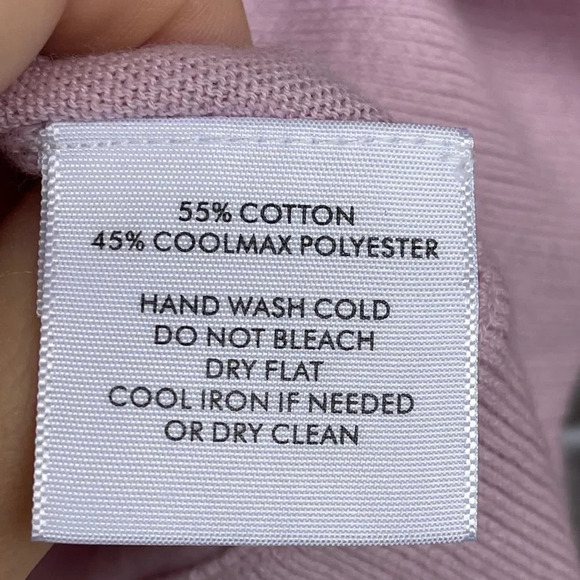 55% COTTON
45% COOLMAX POLYESTER
HAND WASH COLD
DO NOT BLEACH
DRY FLAT
COOL IRON IF NEEDED
OR DRY CLEAN